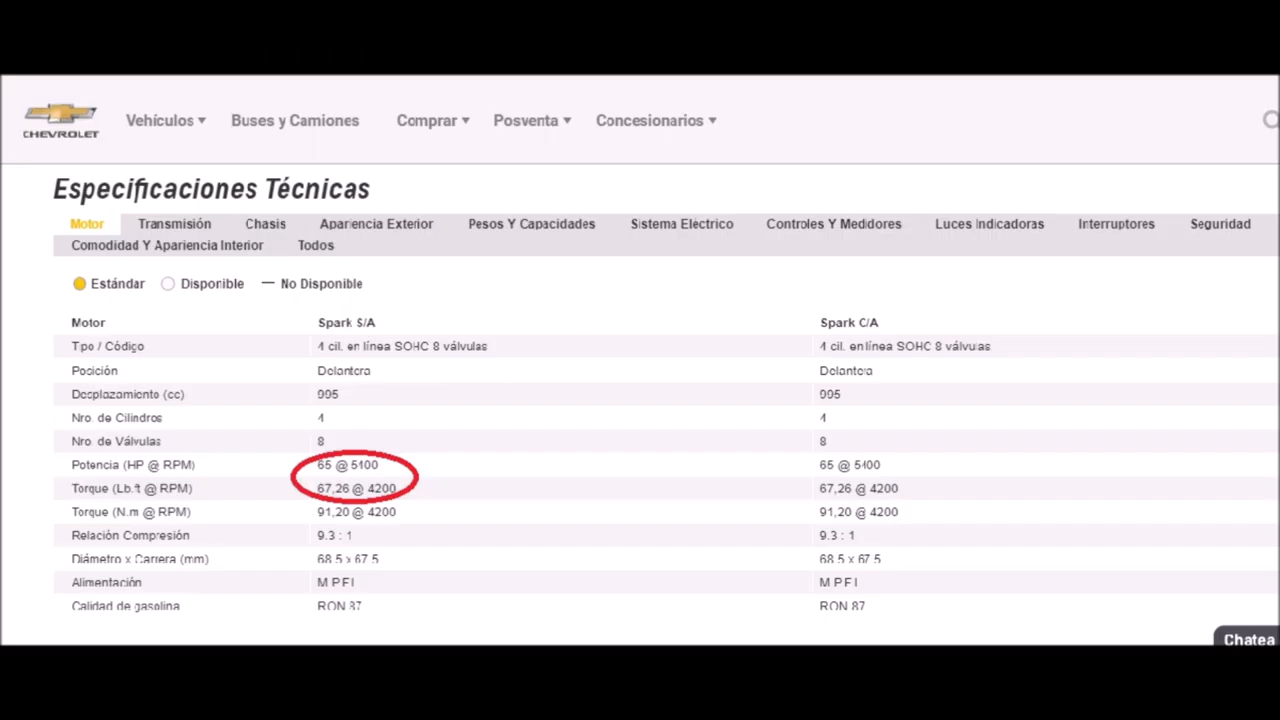 CHEVROLET
Vehículos Buses y Camiones Comprar Posventa Concesionarios
Especificaciones Técnicas
Motor Transmisión Chasis Apariencia Exterior Pesos Y Capacidades Sistema Electrico Controles Y Medidores Luces Indicadoras Interruptores Seguridad
Comodidad Y Apariencia Interior Todos
Estándar Disponible — No Disponible
Motor Spark S/A Spark C/A
Tipo / Código 4 cil. en línea SOHC 8 válvulas 4 cil. en línea SOHC 8 válvulas
Posición Delantera Delantera
Desplazamiento (cc) 995 995
Nro. de Cilindros 4 4
Nro. de Válvulas 8 8
Potencia (HP @ RPM) 65 @ 5400 65 @ 5400
Torque (Lb.ft @ RPM) 67,26 @ 4200 67,26 @ 4200
Torque (N.m @ RPM) 91,20 @ 4200 91,20 @ 4200
Relación Compresión 9.3 : 1 9.3 : 1
Diámetro x Carrera (mm) 68.5 x 67.5 68.5 x 67.5
Alimentación M.P.F.I. M.P.F.I.
Calidad de gasolina RON 87 RON 87
Chatea